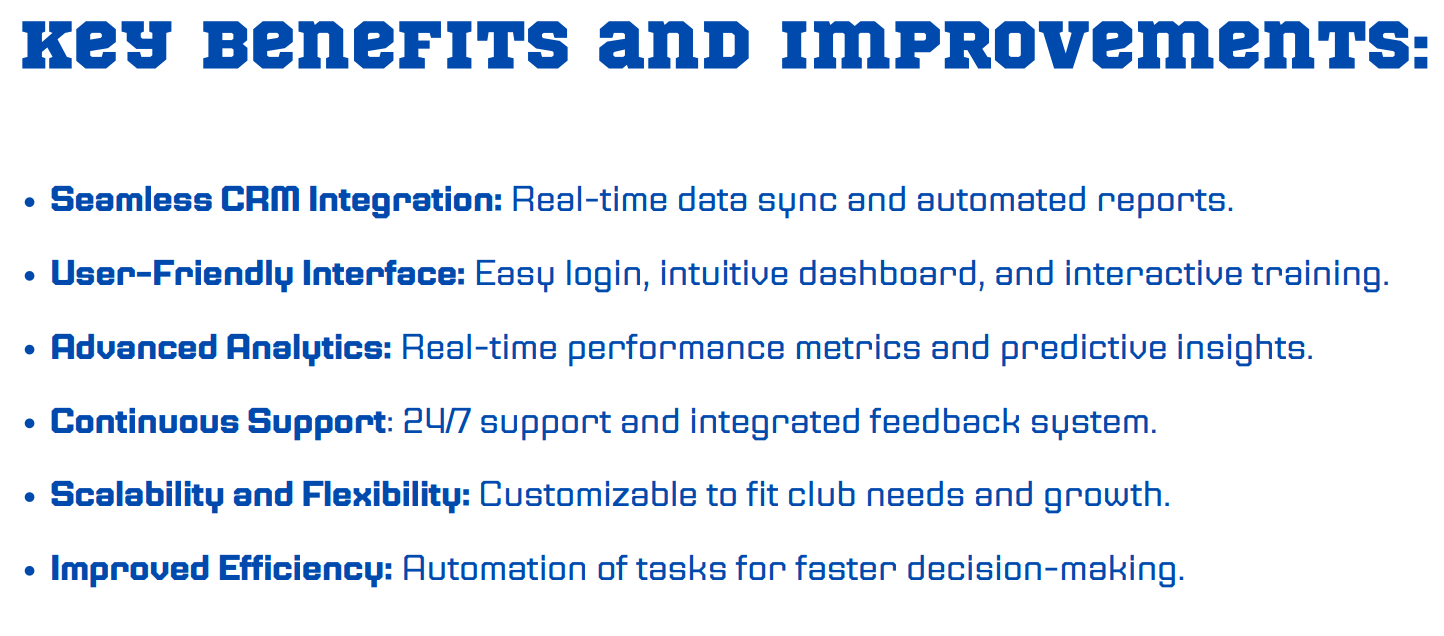 Key Benefits and Improvements:
• Seamless CRM Integration: Real-time data sync and automated reports.
• User-Friendly Interface: Easy login, intuitive dashboard, and interactive training.
• Advanced Analytics: Real-time performance metrics and predictive insights.
• Continuous Support: 24/7 support and integrated feedback system.
• Scalability and Flexibility: Customizable to fit club needs and growth.
• Improved Efficiency: Automation of tasks for faster decision-making.